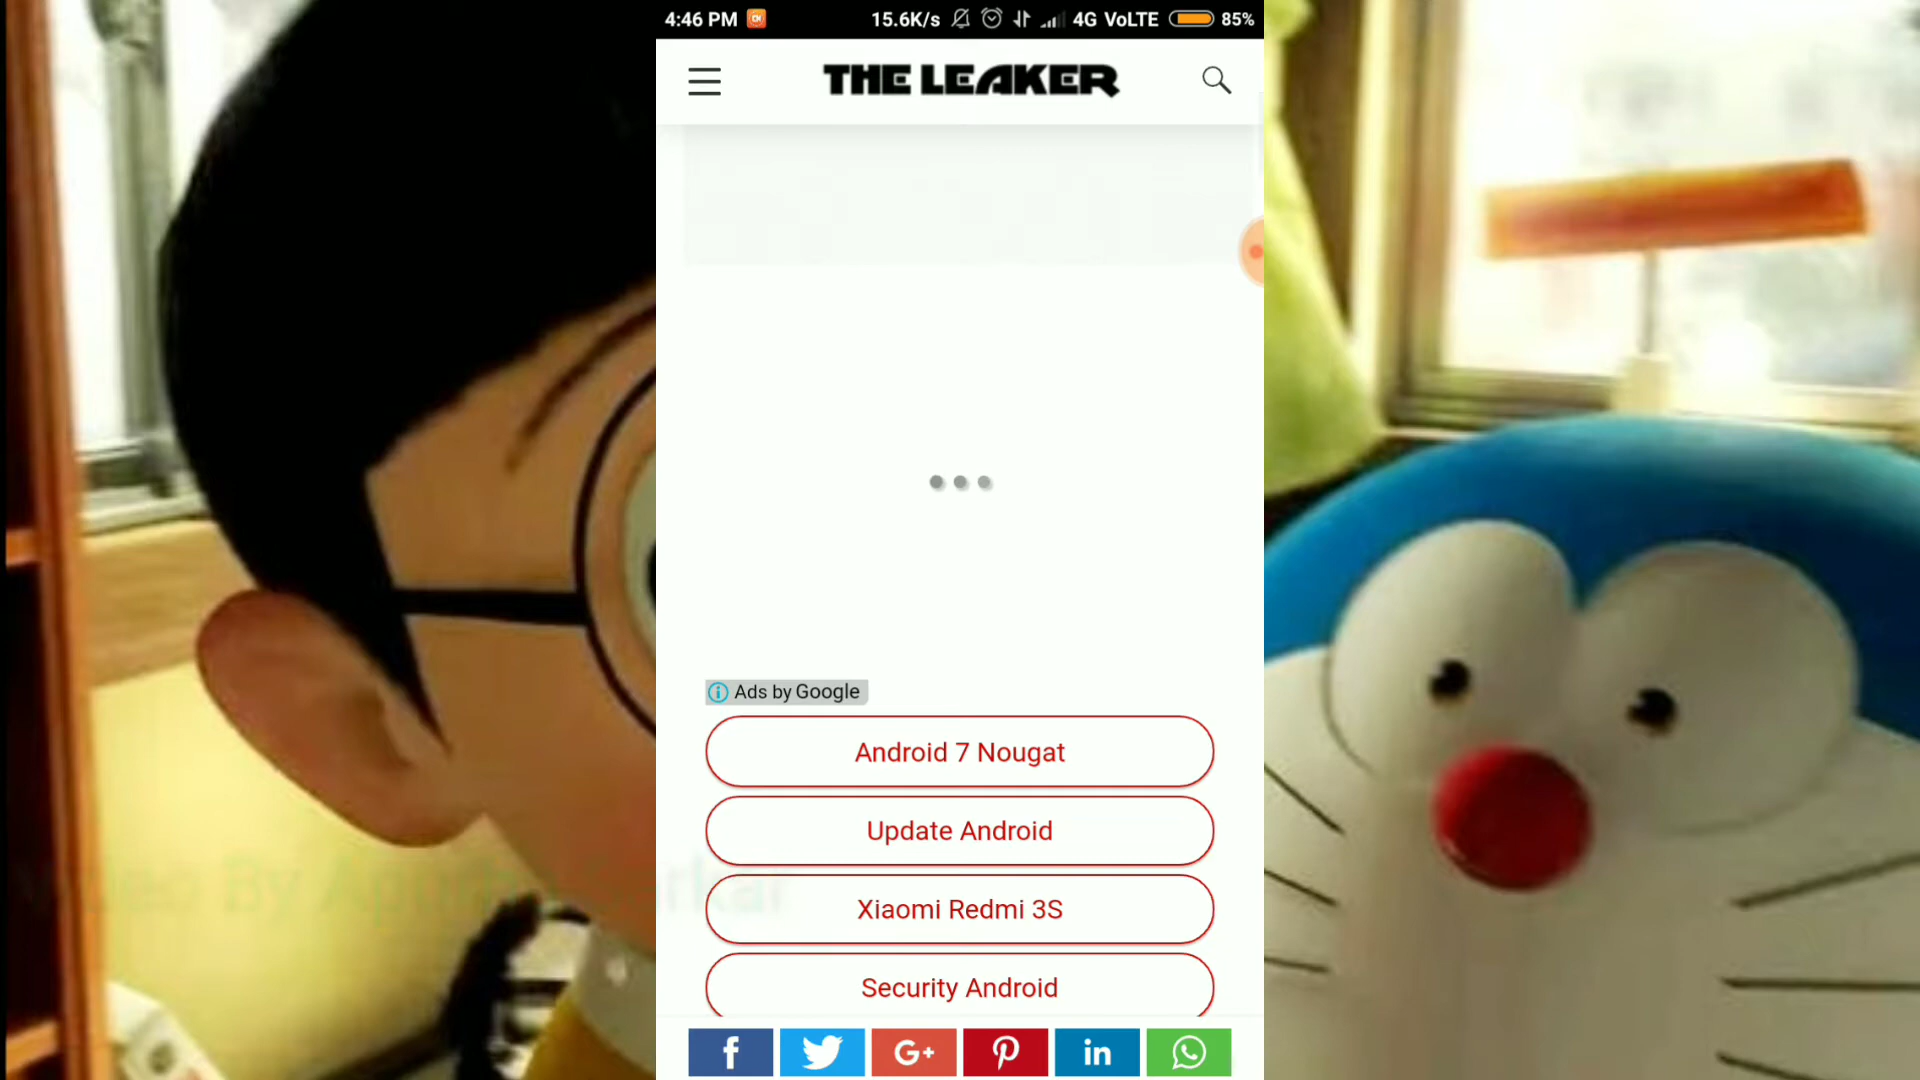 4:46 PM 15.6K/s 4G VoLTE 85%
THE LEAKER
Ads by Google
Android 7 Nougat
Update Android
Xiaomi Redmi 3S
Security Android
f G+ in
By